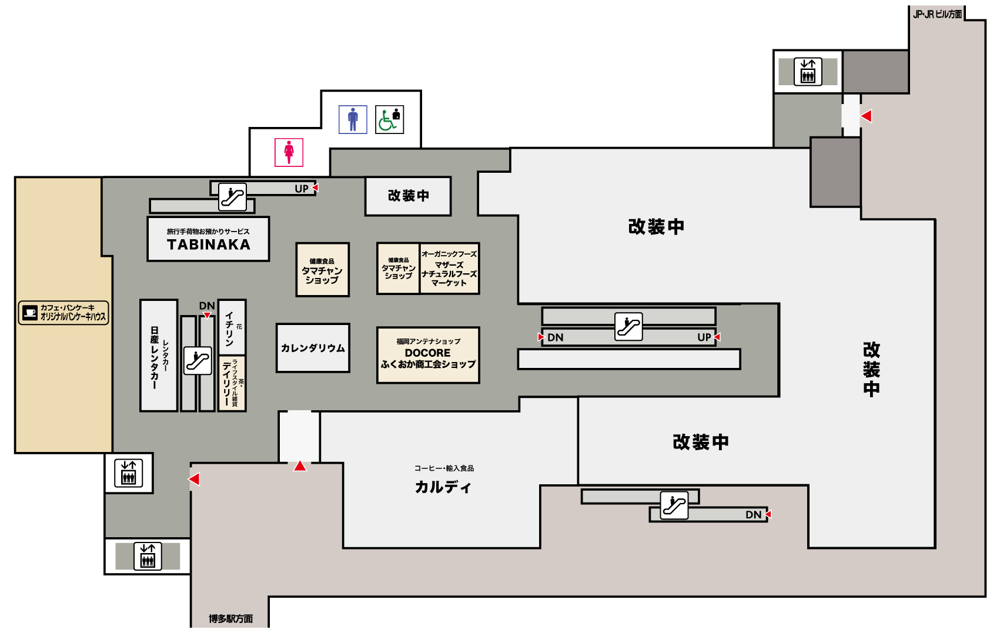 JP・JR ビル方面
UP
改装中
改装中
旅行手荷物お預かりサービス
TABINAKA
健康食品
タマチャン
ショップ
健康食品
タマチャン
ショップ
オーガニックフーズ
マザーズ
ナチュラルフーズ
マーケット
カフェ・パンケーキ
オリジナルパンケーキハウス
DN
日産レンタカー
レンタカー
イチリン
花
デイリリー
ライフスタイル雑貨
茶・
カレンダリウム
福岡アンテナショップ
DOCORE
ふくおか商工会ショップ
DN
UP
改装中
改装中
コーヒー・輸入食品
カルディ
DN
博多駅方面